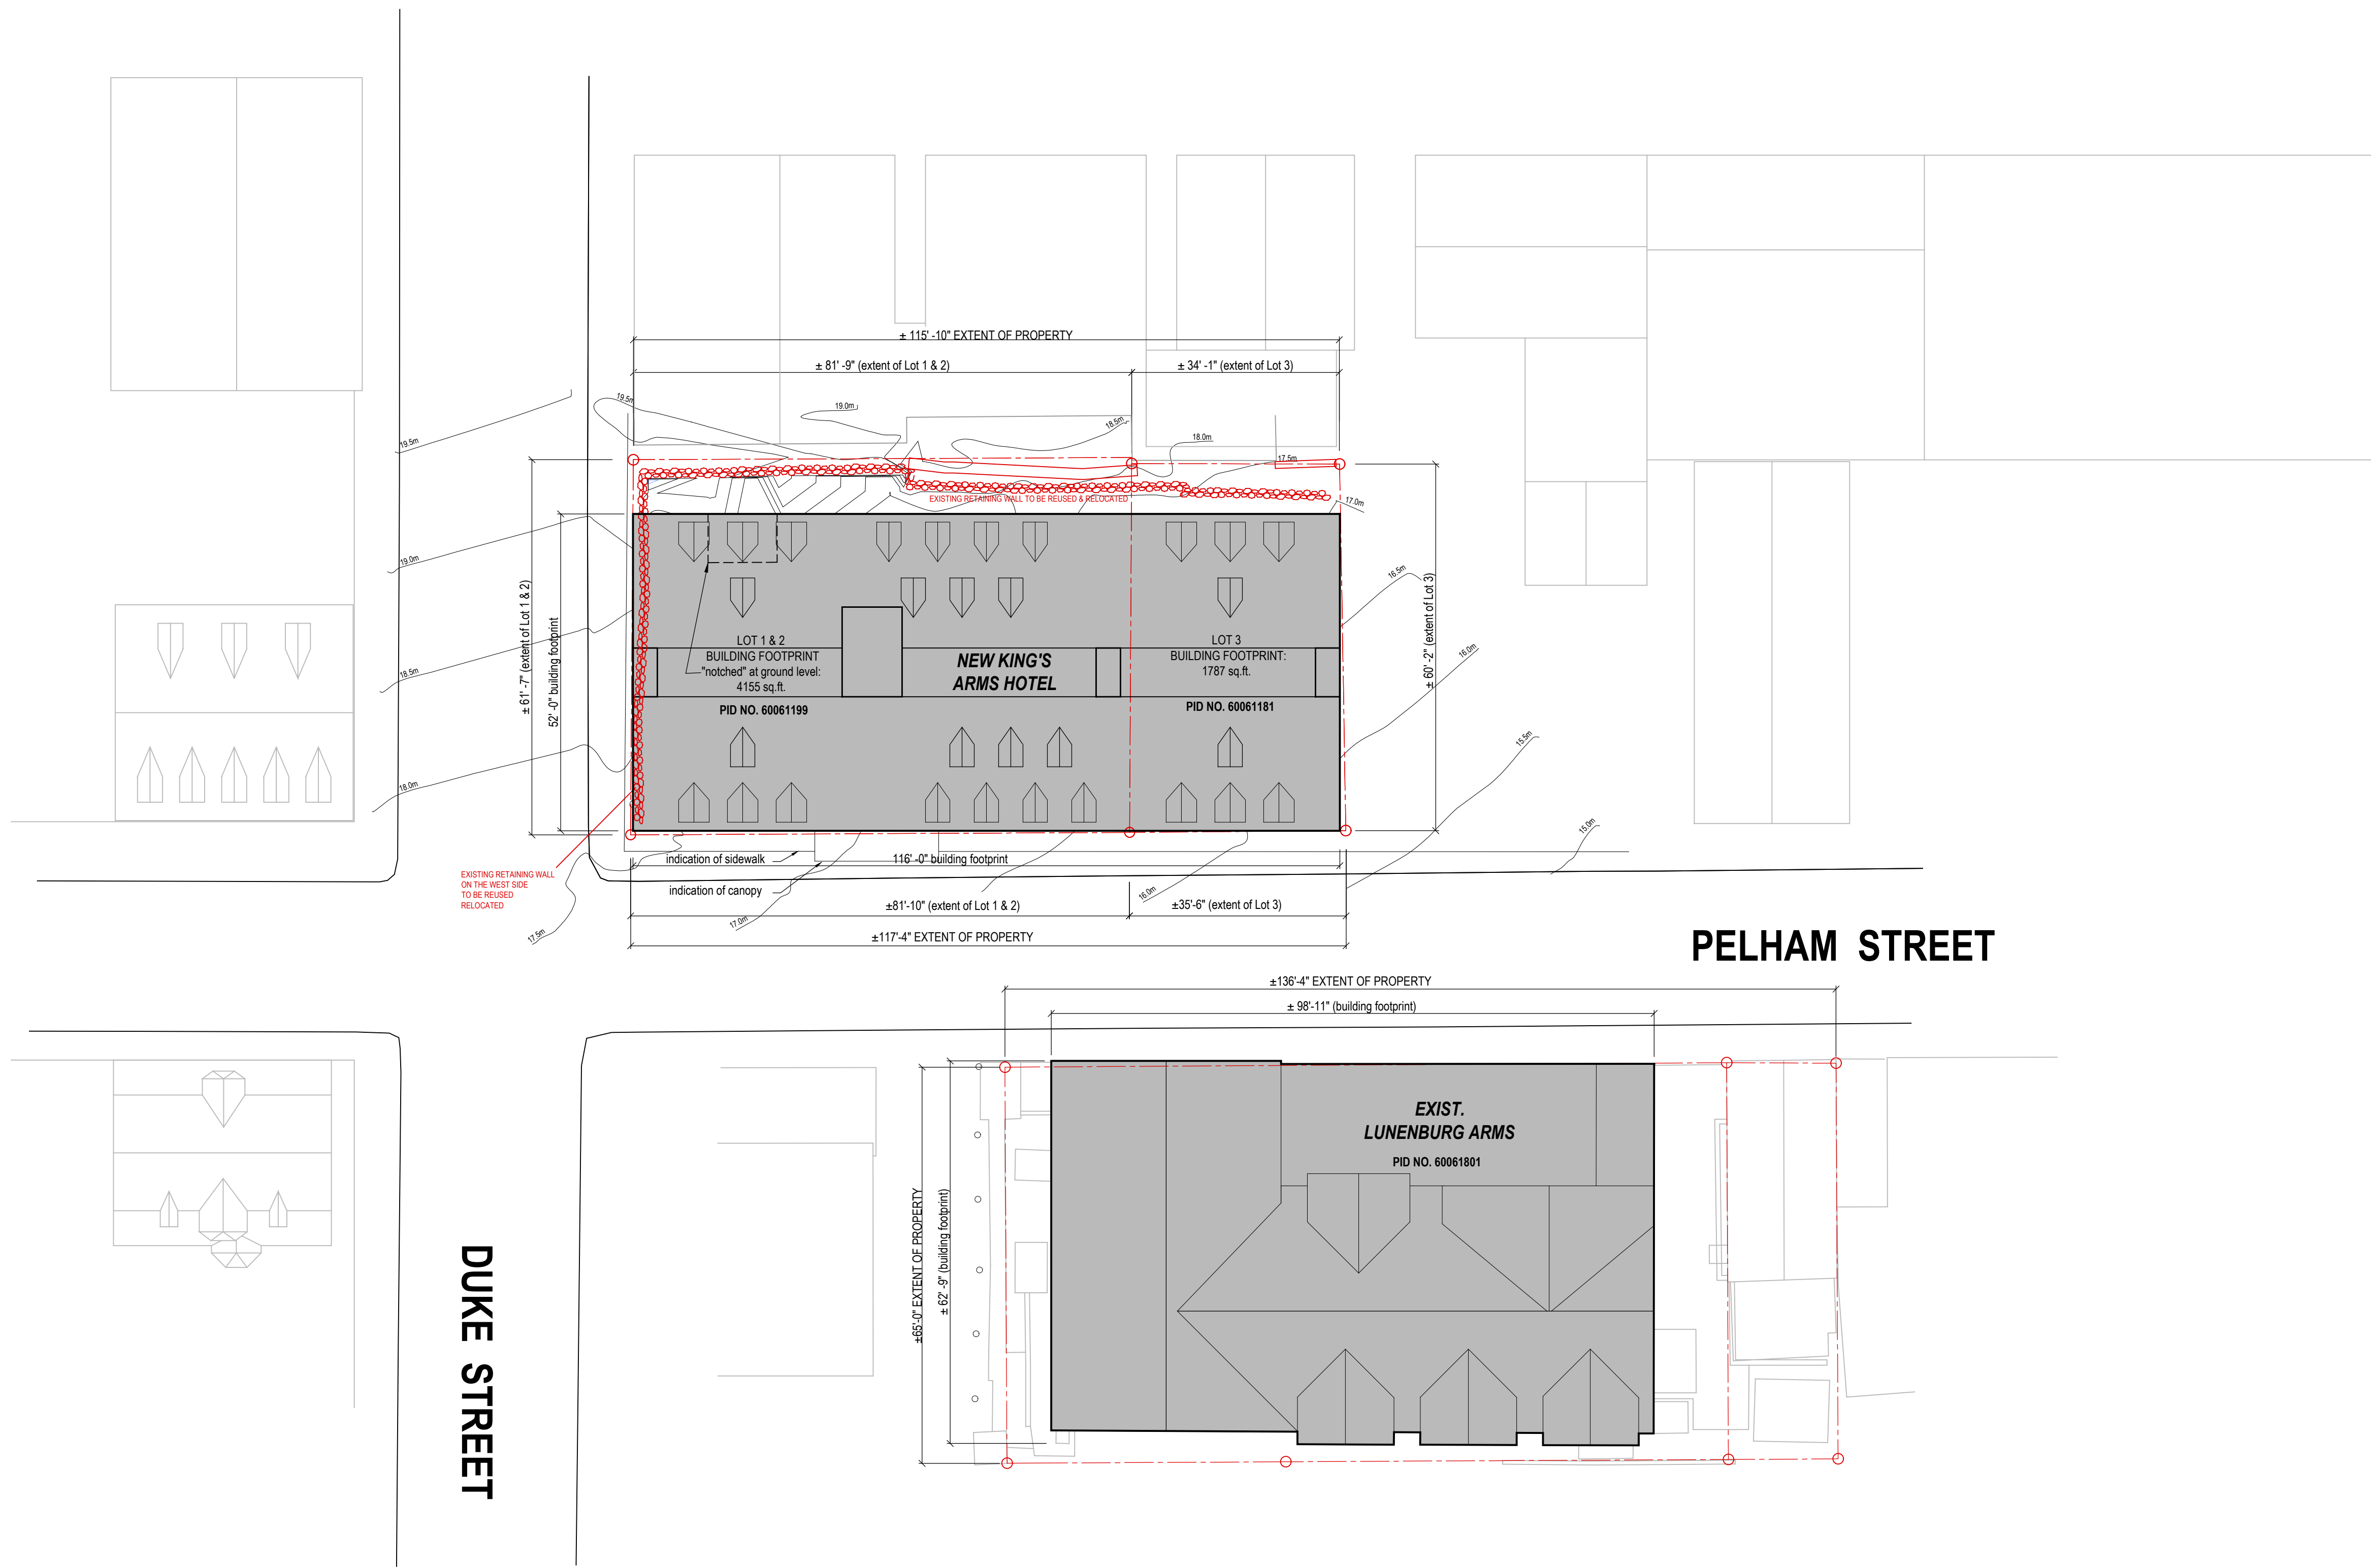 ± 115' -10" EXTENT OF PROPERTY
± 81' -9" (extent of Lot 1 & 2)
± 34' -1" (extent of Lot 3)
19.5m
19.0m
18.5m
18.0m
17.5m
17.0m
19.5m
19.0m
18.5m
18.0m
17.5m
17.0m
16.0m
16.5m
16.0m
15.5m
15.0m
EXISTING RETAINING WALL TO BE REUSED & RELOCATED
± 61' -7" (extent of Lot 1 & 2)
52' -0" building footprint
± 60' -2" (extent of Lot 3)
LOT 1 & 2
BUILDING FOOTPRINT
"notched" at ground level:
4155 sq.ft.
PID NO. 60061199
NEW KING'S
ARMS HOTEL
LOT 3
BUILDING FOOTPRINT:
1787 sq.ft.
PID NO. 60061181
EXISTING RETAINING WALL
ON THE WEST SIDE
TO BE REUSED
RELOCATED
indication of sidewalk
116' -0" building footprint
indication of canopy
±81'-10" (extent of Lot 1 & 2)
±35'-6" (extent of Lot 3)
±117'-4" EXTENT OF PROPERTY
PELHAM STREET
±136'-4" EXTENT OF PROPERTY
± 98'-11" (building footprint)
±65'-0" EXTENT OF PROPERTY
± 62' -9" (building footprint)
EXIST.
LUNENBURG ARMS
PID NO. 60061801
DUKE STREET